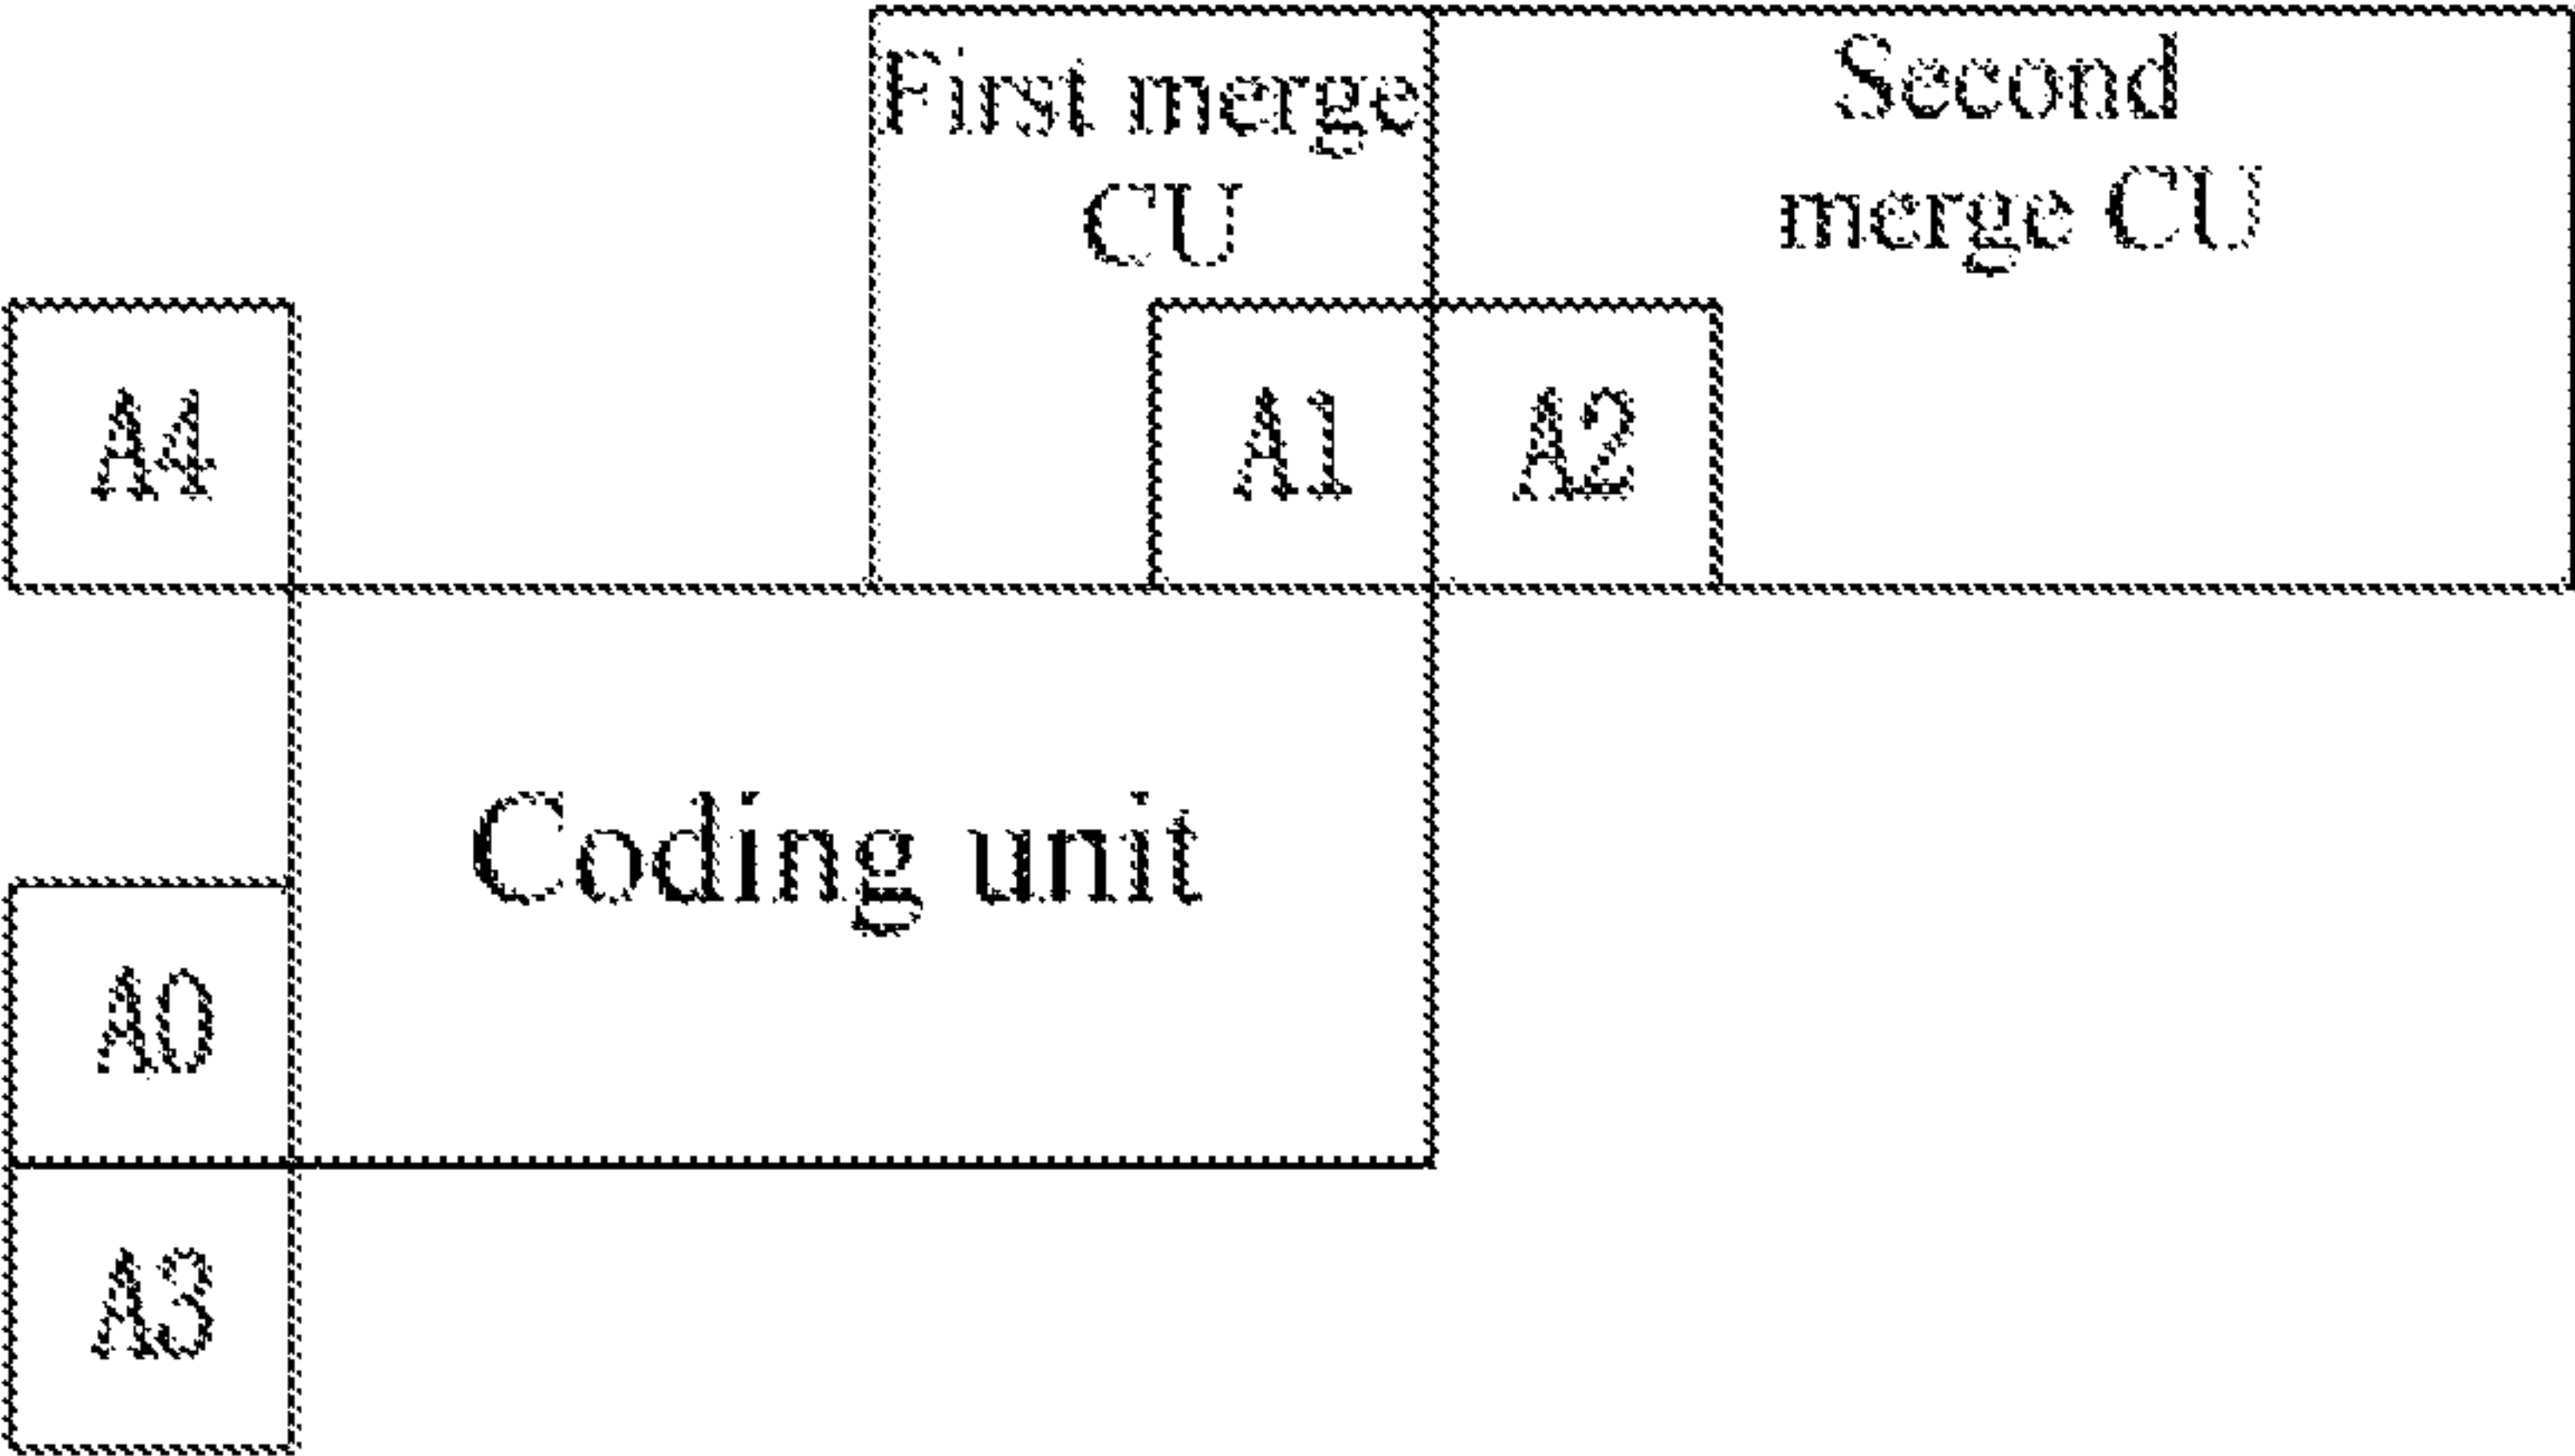 First merge
CU
Second
merge CU
A4
A1
A2
Coding unit
A0
A3